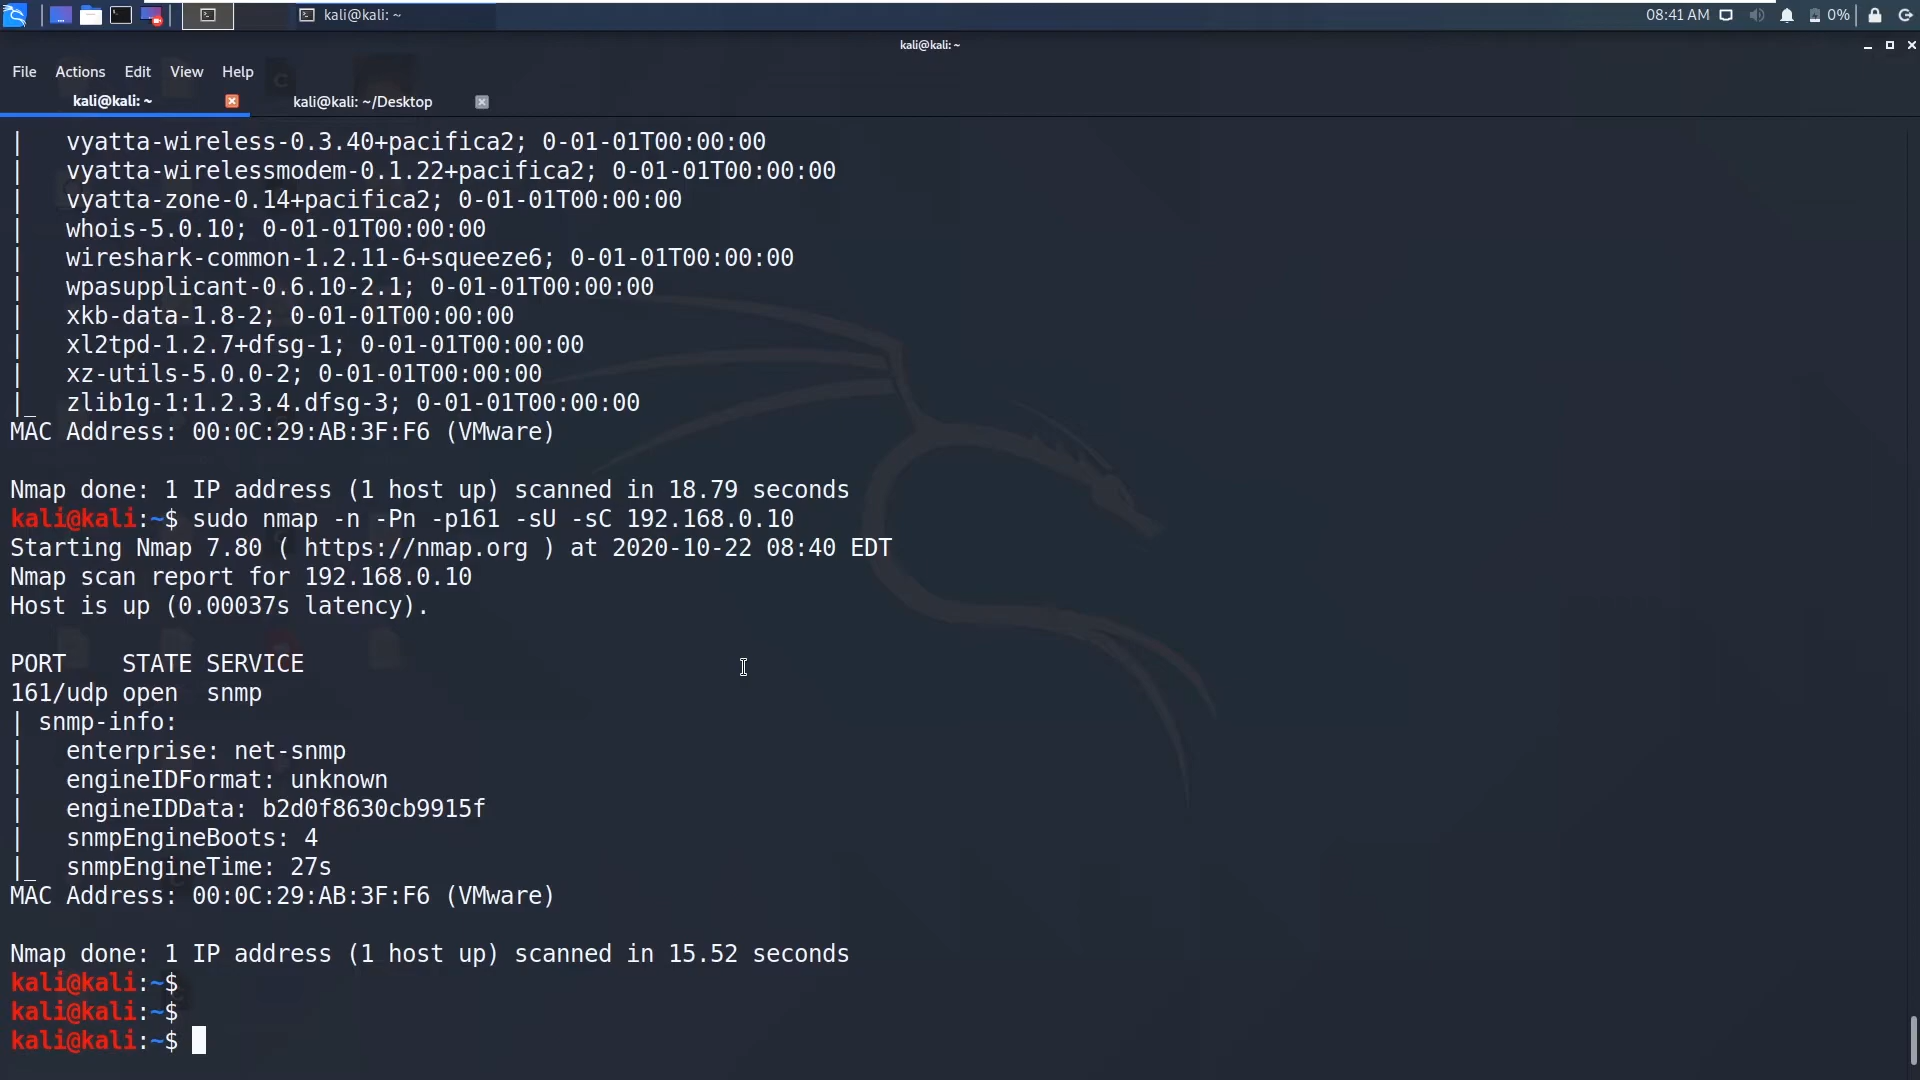 kali@kali: ~
08:41 AM
0%
kali@kali: ~
File Actions Edit View Help
kali@kali: ~
kali@kali: ~/Desktop
|   vyatta-wireless-0.3.40+pacifica2; 0-01-01T00:00:00
|   vyatta-wirelessmodem-0.1.22+pacifica2; 0-01-01T00:00:00
|   vyatta-zone-0.14+pacifica2; 0-01-01T00:00:00
|   whois-5.0.10; 0-01-01T00:00:00
|   wireshark-common-1.2.11-6+squeeze6; 0-01-01T00:00:00
|   wpasupplicant-0.6.10-2.1; 0-01-01T00:00:00
|   xkb-data-1.8-2; 0-01-01T00:00:00
|   xl2tpd-1.2.7+dfsg-1; 0-01-01T00:00:00
|   xz-utils-5.0.0-2; 0-01-01T00:00:00
|_  zlib1g-1:1.2.3.4.dfsg-3; 0-01-01T00:00:00
MAC Address: 00:0C:29:AB:3F:F6 (VMware)
Nmap done: 1 IP address (1 host up) scanned in 18.79 seconds
kali@kali:~$ sudo nmap -n -Pn -p161 -sU -sC 192.168.0.10
Starting Nmap 7.80 ( https://nmap.org ) at 2020-10-22 08:40 EDT
Nmap scan report for 192.168.0.10
Host is up (0.00037s latency).
PORT    STATE SERVICE
161/udp open  snmp
| snmp-info:
|   enterprise: net-snmp
|   engineIDFormat: unknown
|   engineIDData: b2d0f8630cb9915f
|   snmpEngineBoots: 4
|_  snmpEngineTime: 27s
MAC Address: 00:0C:29:AB:3F:F6 (VMware)
Nmap done: 1 IP address (1 host up) scanned in 15.52 seconds
kali@kali:~$
kali@kali:~$
kali@kali:~$